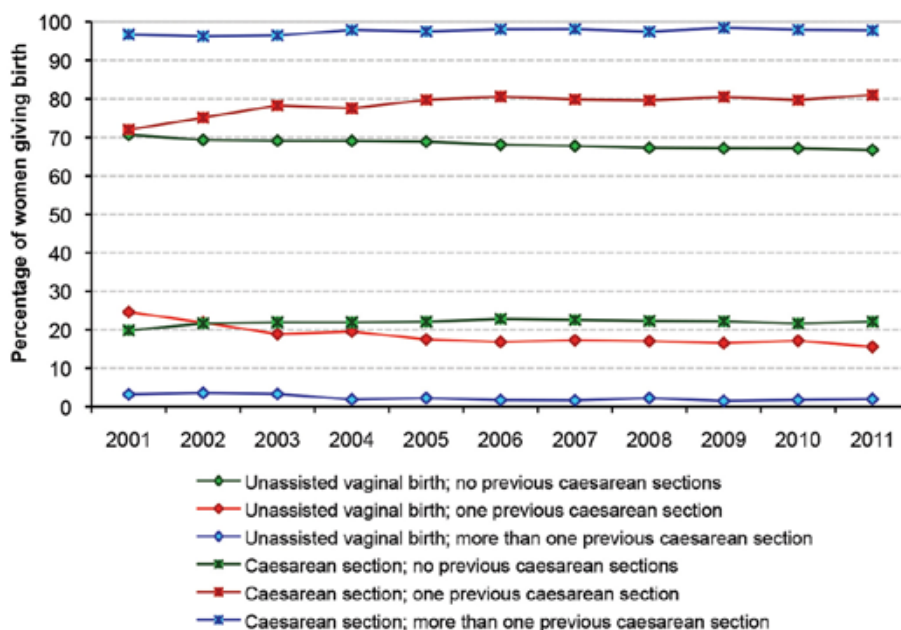 Percentage of women giving birth
100
90
80
70
60
50
40
30
20
10
0
2001 2002 2003 2004 2005 2006 2007 2008 2009 2010 2011
Unassisted vaginal birth; no previous caesarean sections
Unassisted vaginal birth; one previous caesarean section
Unassisted vaginal birth; more than one previous caesarean section
Caesarean section; no previous caesarean sections
Caesarean section; one previous caesarean section
Caesarean section; more than one previous caesarean section